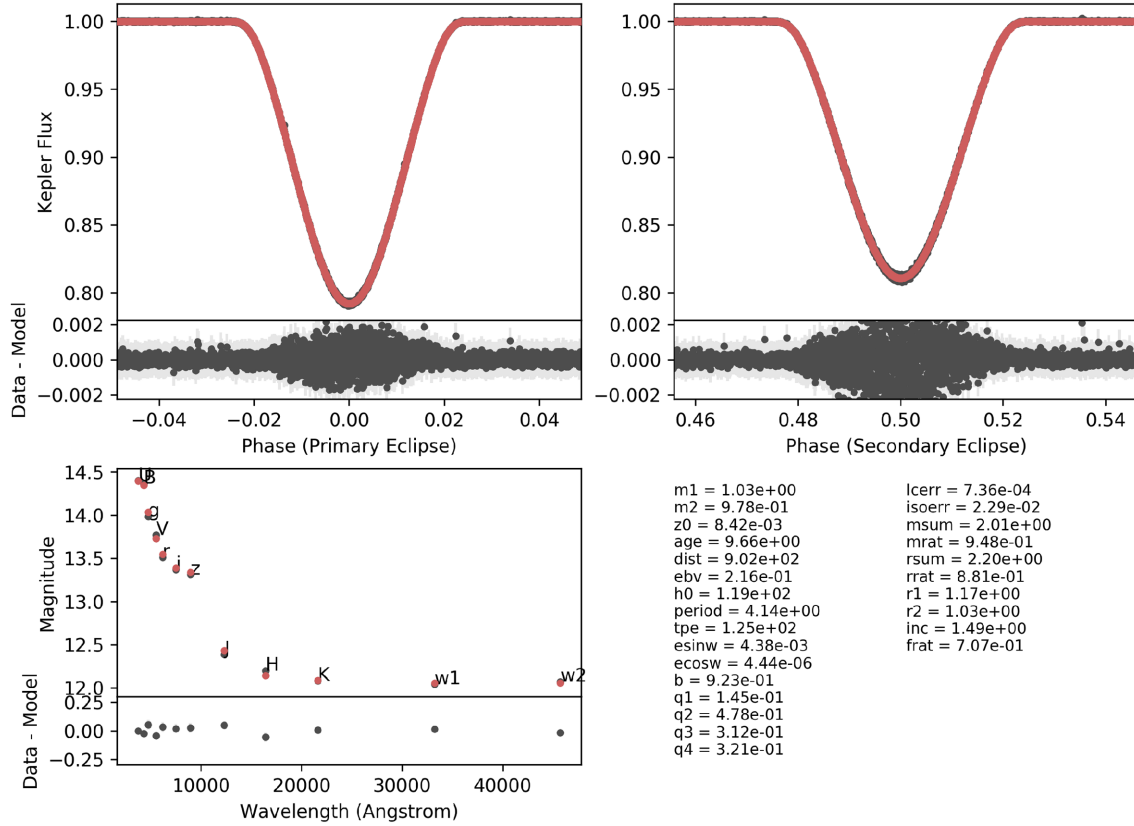 Kepler Flux
1.00
0.95
0.90
0.85
0.80
Data - Model
0.002
0.000
−0.002
−0.04 −0.02 0.00 0.02 0.04
Phase (Primary Eclipse)
1.00
0.95
0.90
0.85
0.80
0.002
0.000
−0.002
0.46 0.48 0.50 0.52 0.54
Phase (Secondary Eclipse)
Magnitude
14.5
14.0
13.5
13.0
12.5
12.0
U B
g
V
r
i
z
J
H
K
w1
w2
Data - Model
0.25
0.00
−0.25
10000 20000 30000 40000
Wavelength (Angstrom)
m1 = 1.03e+00
m2 = 9.78e-01
z0 = 8.42e-03
age = 9.66e+00
dist = 9.02e+02
ebv = 2.16e-01
h0 = 1.19e+02
period = 4.14e+00
tpe = 1.25e+02
esinw = 4.38e-03
ecosw = 4.44e-06
b = 9.23e-01
q1 = 1.45e-01
q2 = 4.78e-01
q3 = 3.12e-01
q4 = 3.21e-01
lcerr = 7.36e-04
isoerr = 2.29e-02
msum = 2.01e+00
mrat = 9.48e-01
rsum = 2.20e+00
rrat = 8.81e-01
r1 = 1.17e+00
r2 = 1.03e+00
inc = 1.49e+00
frat = 7.07e-01